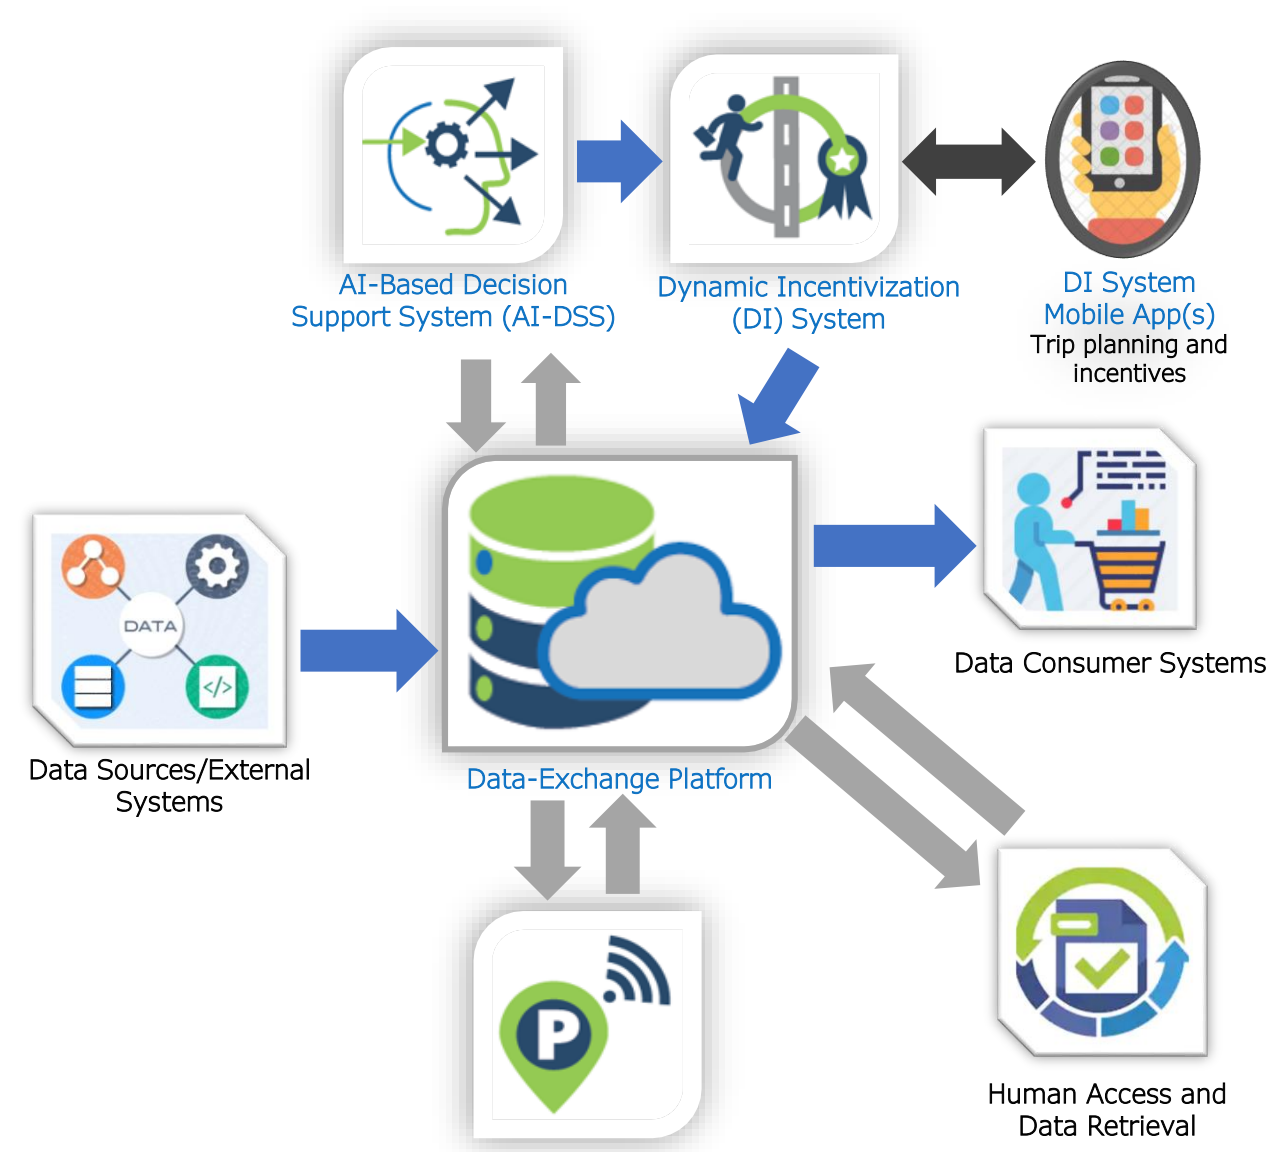 AI-Based Decision
Support System (AI-DSS)
Dynamic Incentivization
(DI) System
DI System
Mobile App(s)
Trip planning and
incentives
DATA
</>
Data Sources/External
Systems
Data-Exchange Platform
Data Consumer Systems
P
Human Access and
Data Retrieval